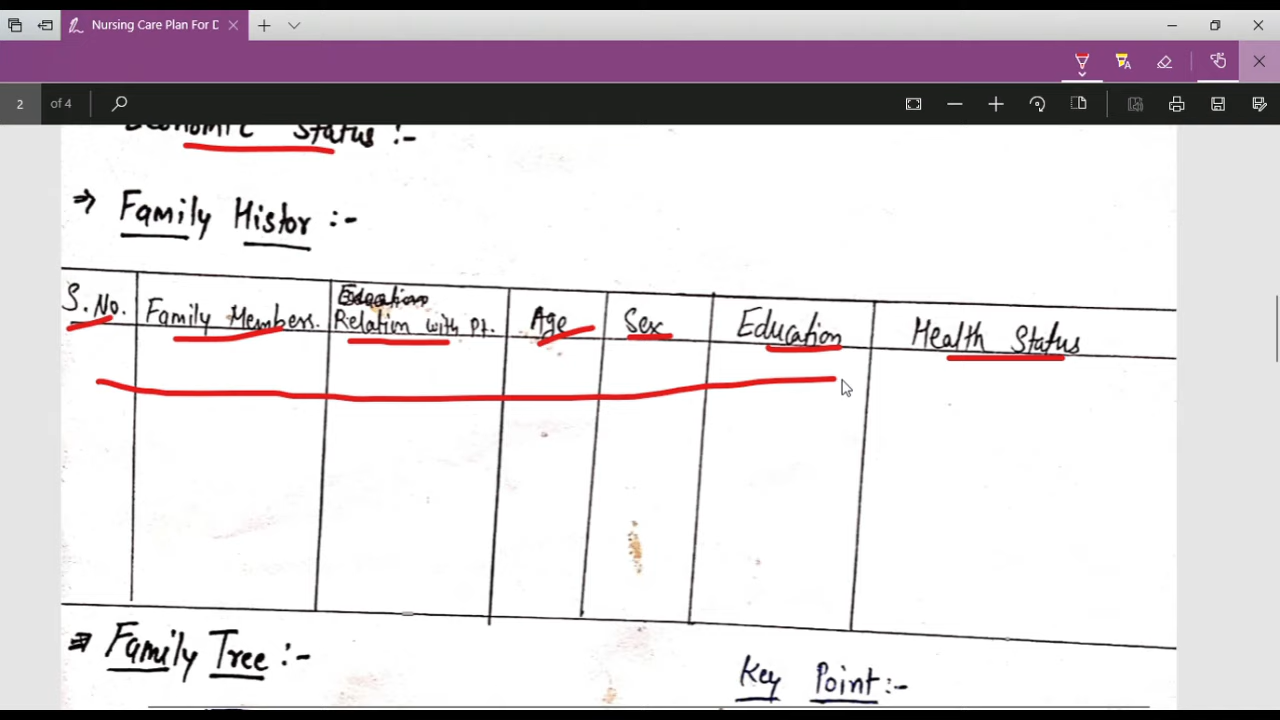 Nursing Care Plan For D
2 of 4
Economic Status :-
⇒ Family Histor :-
S. No. Family Members. Education Relation with Pt. Age Sex Education Health Status
⇒ Family Tree :-
Key Point :-